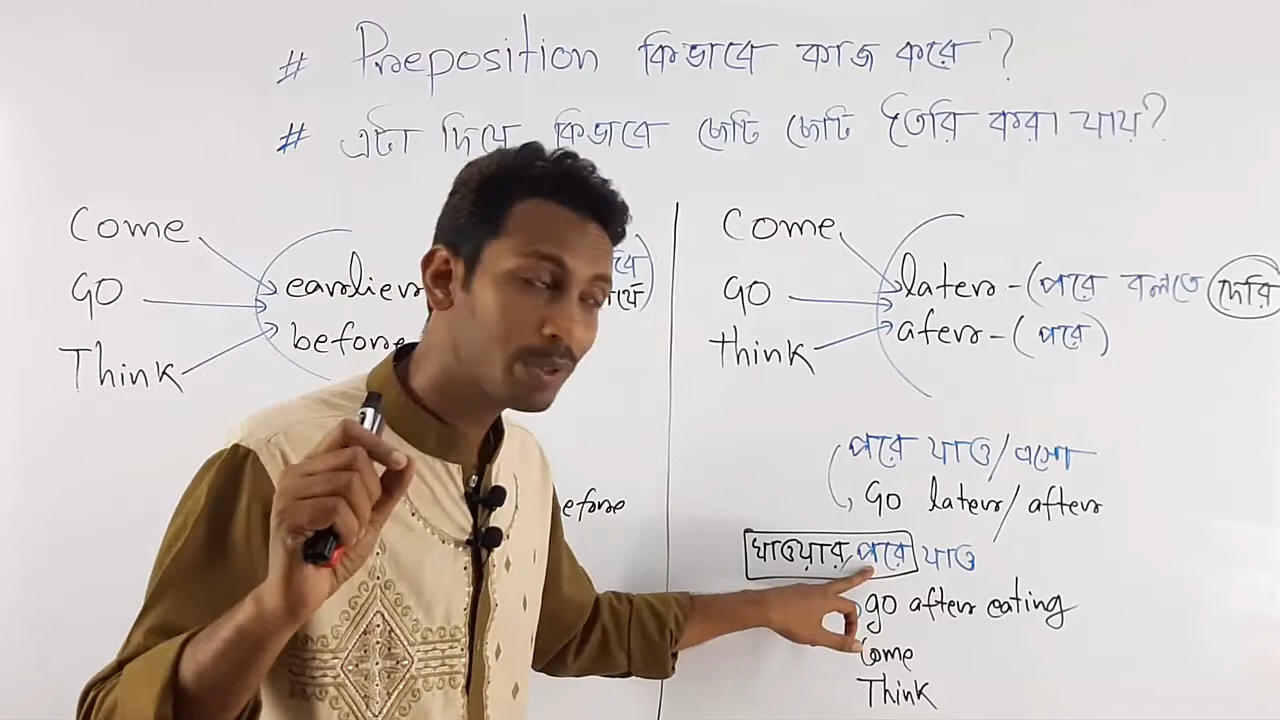 # Preposition কিভাবে কাজ করে?
# এটা দিয়ে কিভাবে ছোট ছোট তৈরি করা যায়?
Come
GO
Think
earlier
before
efore
Come
GO
think
later - (পরে বলতে দেরি
afer - (পরে)
পরে যাও/এসো
Go later/after
খাওয়ার পরে যাও
go after eating
Come
Think